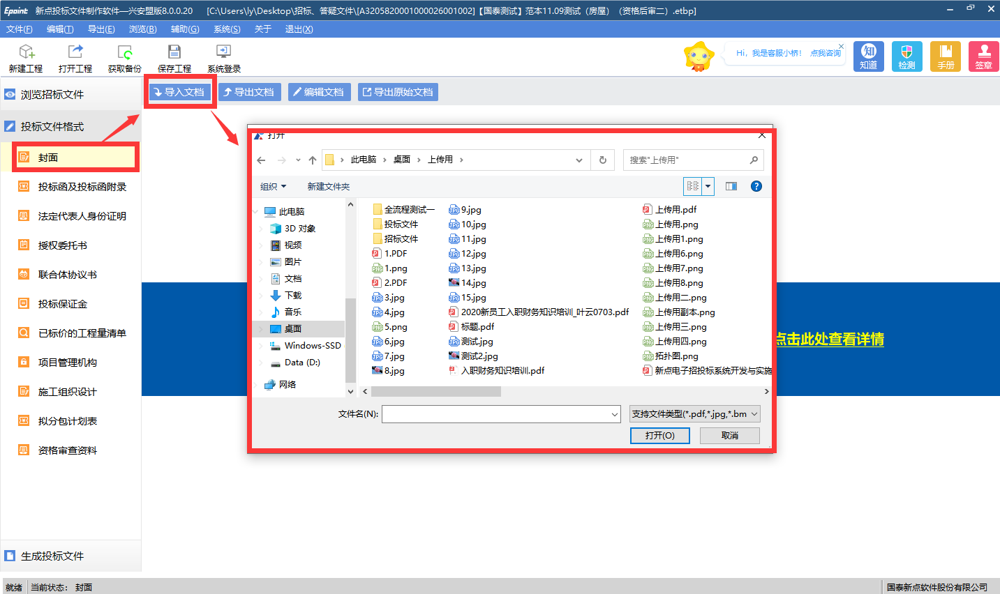 Epoint 新点投标文件制作软件—兴安盟版8.0.0.20 [C:\Users\ly\Desktop\招标、答疑文件\[A3205820001000026001002]【国泰测试】范本11.09测试（房屋）（资格后审二）.etbp]
文件(F) 编辑(T) 导出(E) 浏览(B) 辅助(G) 系统(S) 关于 退出(X)
新建工程 打开工程 获取备份 保存工程 系统登录
Hi，我是客服小桥！ 点我咨询
知
知道 检测 手册 签章
浏览招标文件
导入文档 导出文档 编辑文档 导出原始文档
投标文件格式
封面
投标函及投标函附录
法定代表人身份证明
授权委托书
联合体协议书
投标保证金
已标价的工程量清单
项目管理机构
施工组织设计
拟分包计划表
资格审查资料
生成投标文件
打开
此电脑 桌面 上传用
搜索"上传用"
组织 新建文件夹
此电脑
3D 对象
视频
图片
文档
下载
音乐
桌面
Windows-SSD
Data (D:)
网络
全流程测试一
投标文件
招标文件
1.PDF
1.png
2.PDF
3.jpg
4.jpg
5.png
6.jpg
7.jpg
8.jpg
9.jpg
10.jpg
11.jpg
12.jpg
13.jpg
14.jpg
15.jpg
2020新员工入职财务知识培训_叶云0703.pdf
标题.pdf
测试.jpg
测试2.jpg
入职财务知识培训.pdf
上传用.pdf
上传用.png
上传用1.png
上传用6.png
上传用7.png
上传用8.png
上传用二.png
上传用副本.png
上传用三.png
上传用四.png
拓扑图.png
新点电子招投标系统开发与实施
文件名(N):
支持文件类型(*.pdf,*.jpg,*.bm
打开(O) 取消
点击此处查看详情
就绪 当前状态： 封面
国泰新点软件股份有限公司